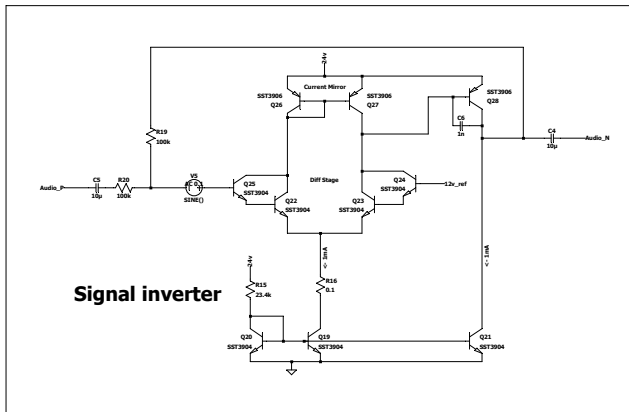 24v
SST3906
Q26
Current Mirror
SST3906
Q27
SST3906
Q28
C6
1n
C4
10µ
Audio_N
R19
100k
Audio_P
C5
10µ
R20
100k
V5
AC 0.1
SINE()
Q25
SST3904
Q22
SST3904
Diff Stage
Q24
SST3904
Q23
SST3904
12v_ref
<- 1mA
<- 1mA
R16
0.1
24v
R15
23.4k
Signal inverter
Q20
SST3904
Q19
SST3904
Q21
SST3904